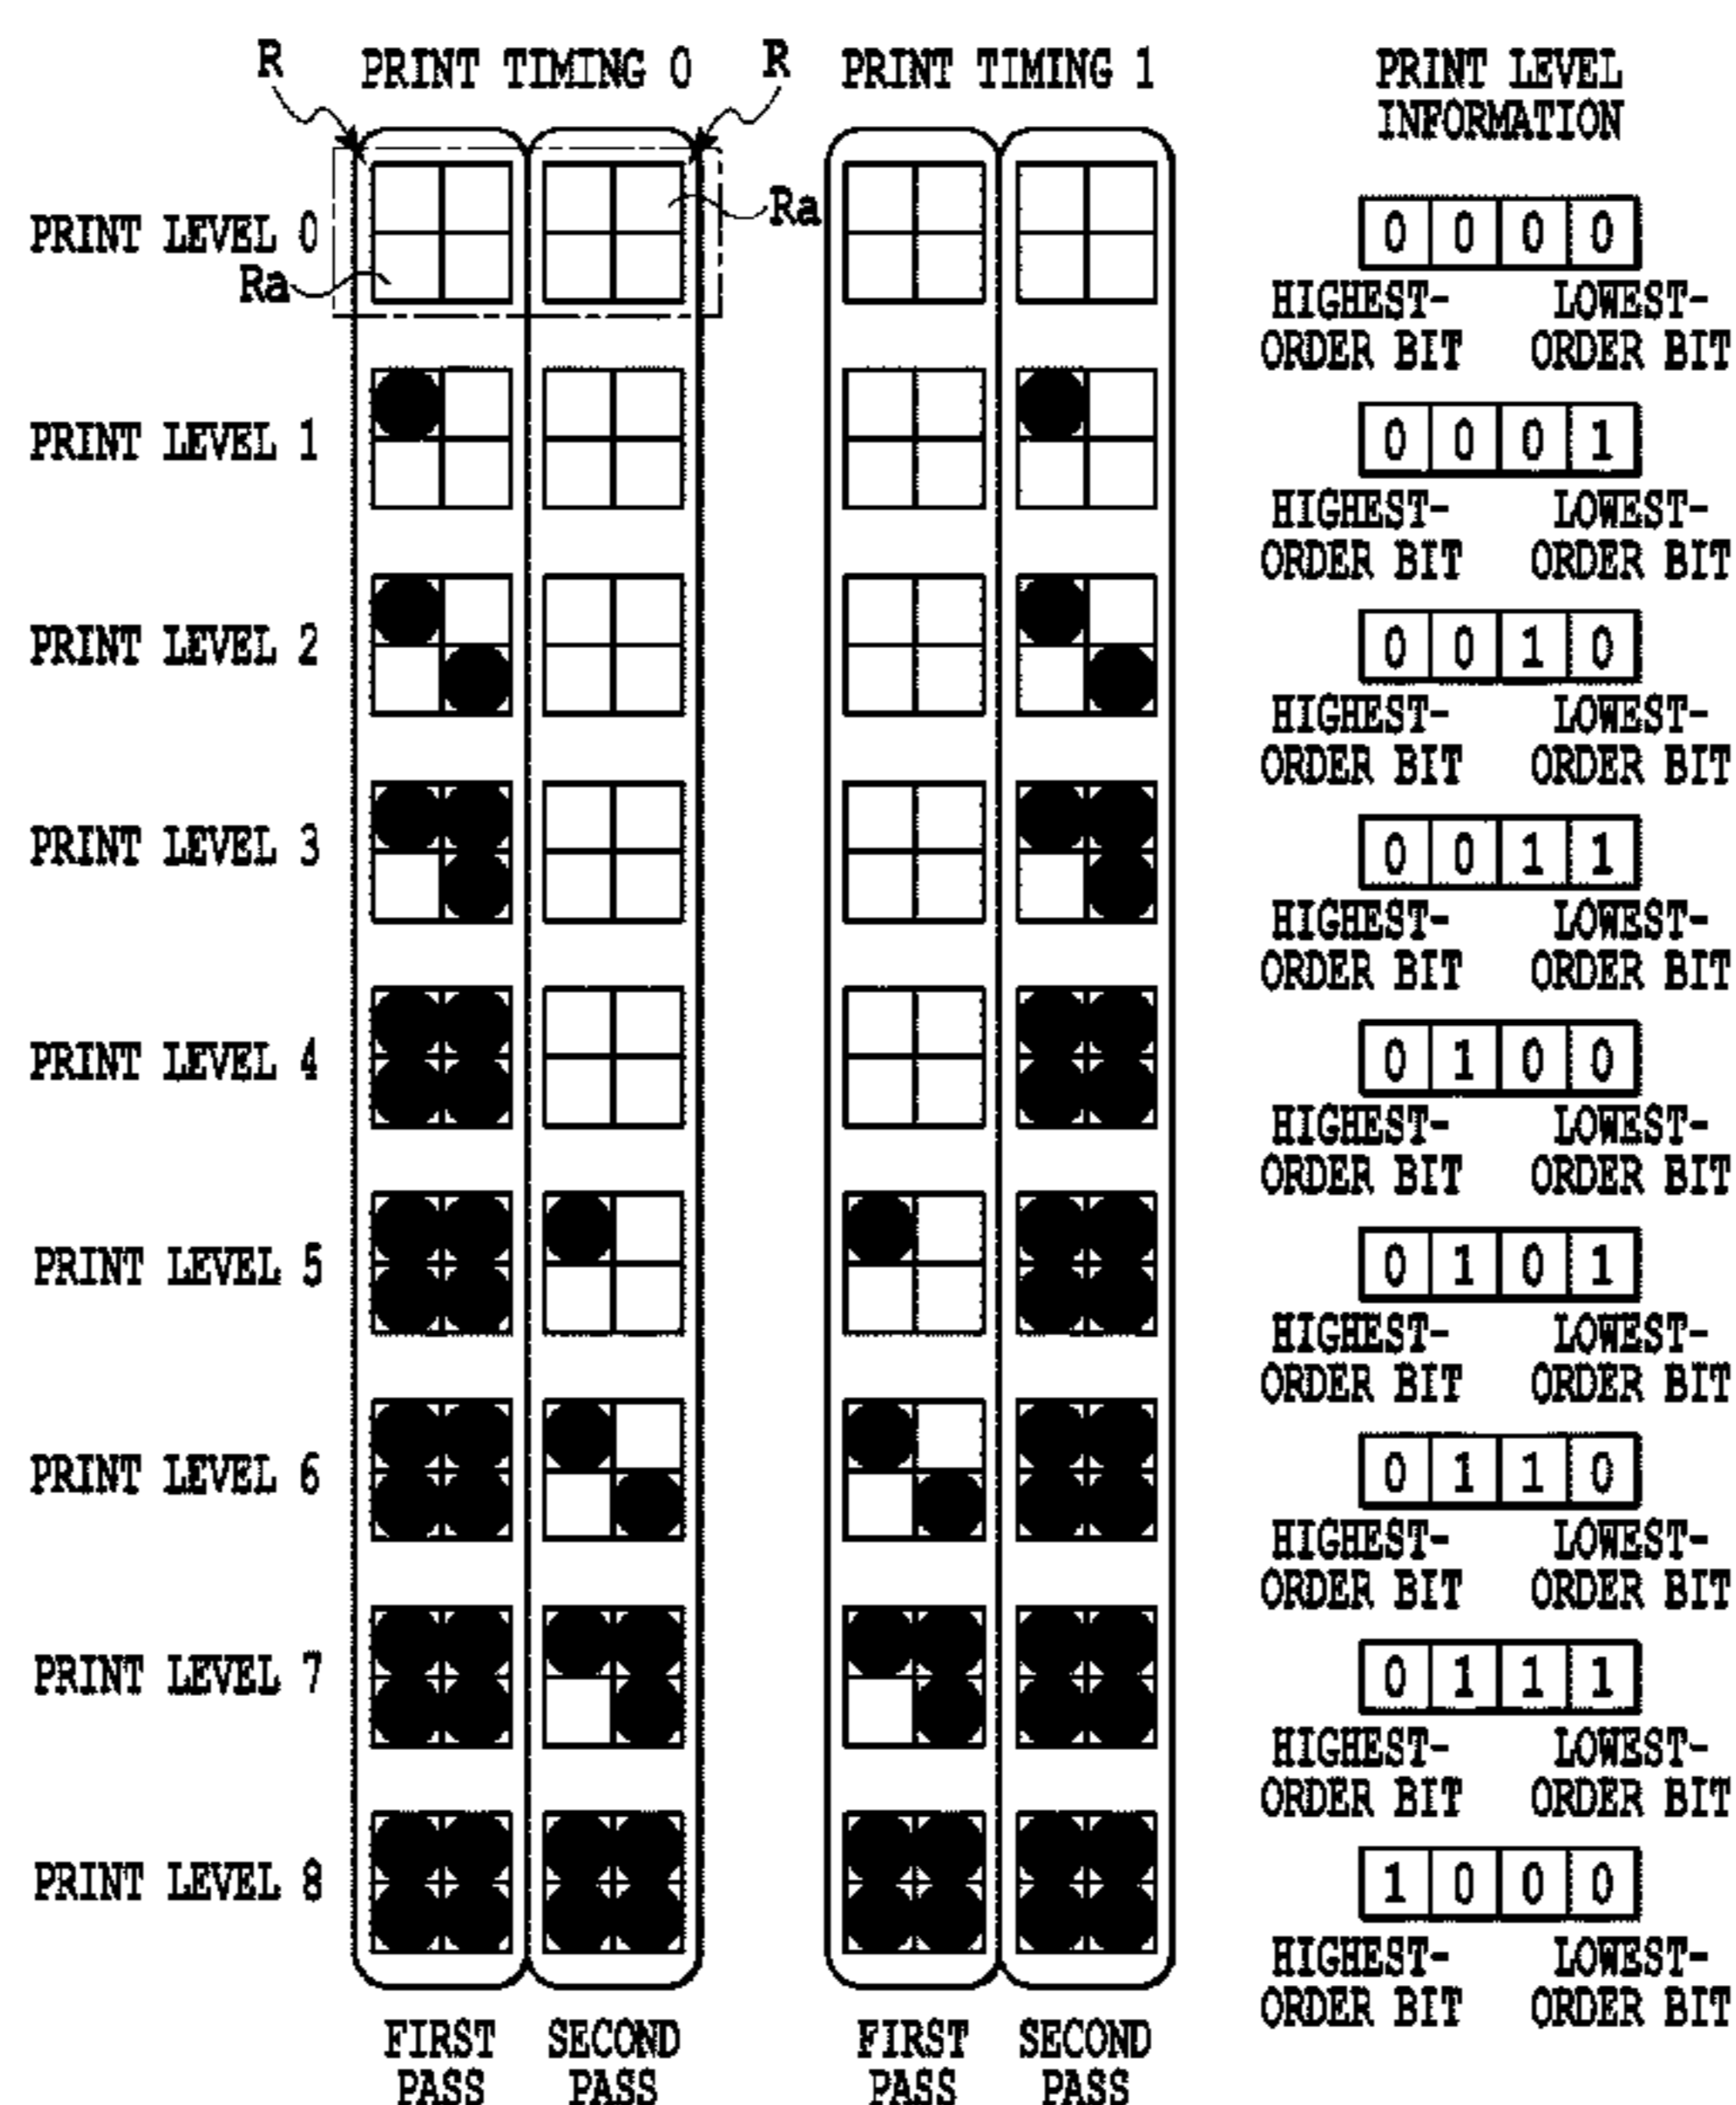 R PRINT TIMING 0 R PRINT TIMING 1 PRINT LEVEL
INFORMATION
Ra
PRINT LEVEL 0 0 0 0 0
Ra
HIGHEST- LOWEST-
ORDER BIT ORDER BIT
PRINT LEVEL 1 0 0 0 1
HIGHEST- LOWEST-
ORDER BIT ORDER BIT
PRINT LEVEL 2 0 0 1 0
HIGHEST- LOWEST-
ORDER BIT ORDER BIT
PRINT LEVEL 3 0 0 1 1
HIGHEST- LOWEST-
ORDER BIT ORDER BIT
PRINT LEVEL 4 0 1 0 0
HIGHEST- LOWEST-
ORDER BIT ORDER BIT
PRINT LEVEL 5 0 1 0 1
HIGHEST- LOWEST-
ORDER BIT ORDER BIT
PRINT LEVEL 6 0 1 1 0
HIGHEST- LOWEST-
ORDER BIT ORDER BIT
PRINT LEVEL 7 0 1 1 1
HIGHEST- LOWEST-
ORDER BIT ORDER BIT
PRINT LEVEL 8 1 0 0 0
HIGHEST- LOWEST-
ORDER BIT ORDER BIT
FIRST SECOND FIRST SECOND
PASS PASS PASS PASS